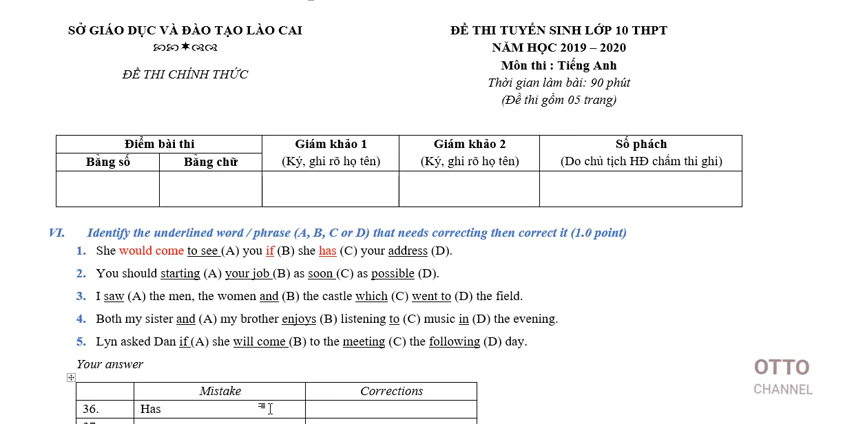 SỞ GIÁO DỤC VÀ ĐÀO TẠO LÀO CAI
ĐỀ THI CHÍNH THỨC
ĐỀ THI TUYỂN SINH LỚP 10 THPT
NĂM HỌC 2019 – 2020
Môn thi : Tiếng Anh
Thời gian làm bài: 90 phút
(Đề thi gồm 05 trang)
Điểm bài thi
Bằng số
Bằng chữ
Giám khảo 1
(Ký, ghi rõ họ tên)
Giám khảo 2
(Ký, ghi rõ họ tên)
Số phách
(Do chủ tịch HĐ chấm thi ghi)
VI. Identify the underlined word / phrase (A, B, C or D) that needs correcting then correct it (1.0 point)
1. She would come to see (A) you if (B) she has (C) your address (D).
2. You should starting (A) your job (B) as soon (C) as possible (D).
3. I saw (A) the men, the women and (B) the castle which (C) went to (D) the field.
4. Both my sister and (A) my brother enjoys (B) listening to (C) music in (D) the evening.
5. Lyn asked Dan if (A) she will come (B) to the meeting (C) the following (D) day.
Your answer
Mistake
Corrections
36. Has
OTTO
CHANNEL